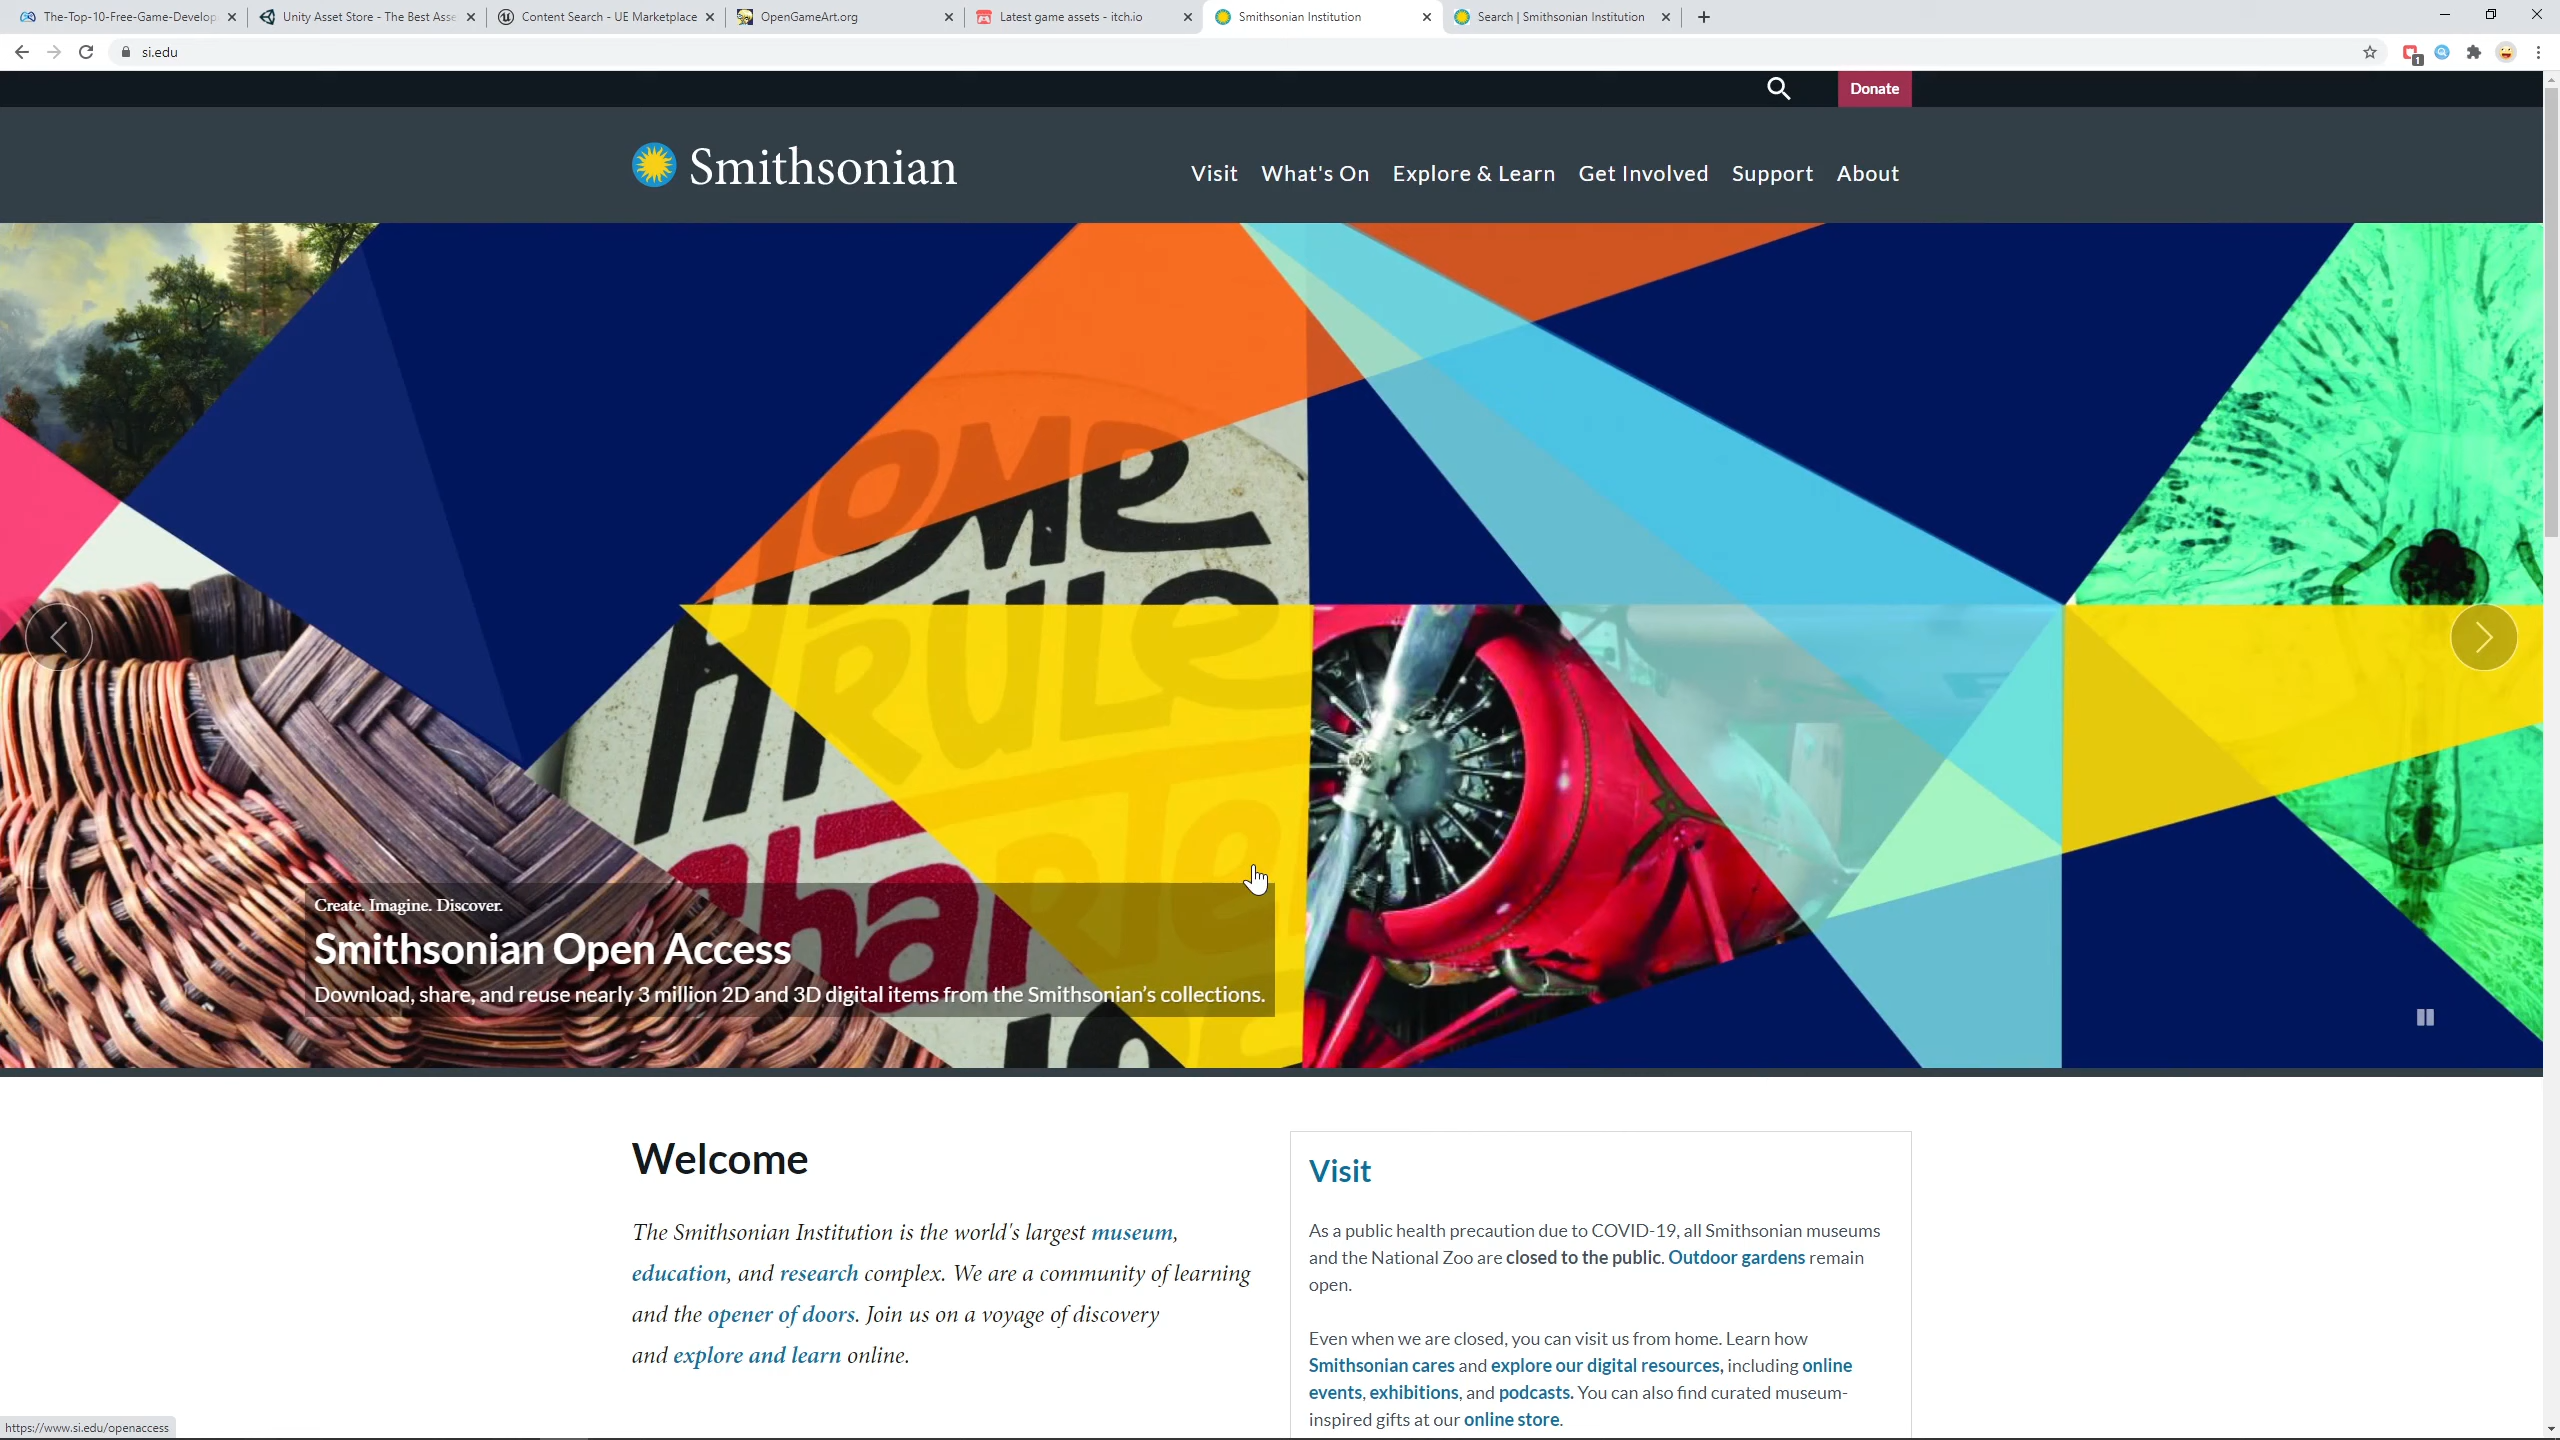 The-Top-10-Free-Game-Develop
Unity Asset Store - The Best Asse
Content Search - UE Marketplace
OpenGameArt.org
Latest game assets - itch.io
Smithsonian Institution
Search | Smithsonian Institution
si.edu
1
Donate
Smithsonian
Visit
What's On
Explore & Learn
Get Involved
Support
About
HOME
RULE
Charter
Create. Imagine. Discover.
Smithsonian Open Access
Download, share, and reuse nearly 3 million 2D and 3D digital items from the Smithsonian's collections.
Welcome
The Smithsonian Institution is the world's largest museum,
education, and research complex. We are a community of learning
and the opener of doors. Join us on a voyage of discovery
and explore and learn online.
Visit
As a public health precaution due to COVID-19, all Smithsonian museums
and the National Zoo are closed to the public. Outdoor gardens remain
open.
Even when we are closed, you can visit us from home. Learn how
Smithsonian cares and explore our digital resources, including online
events, exhibitions, and podcasts. You can also find curated museum-
inspired gifts at our online store.
https://www.si.edu/openaccess